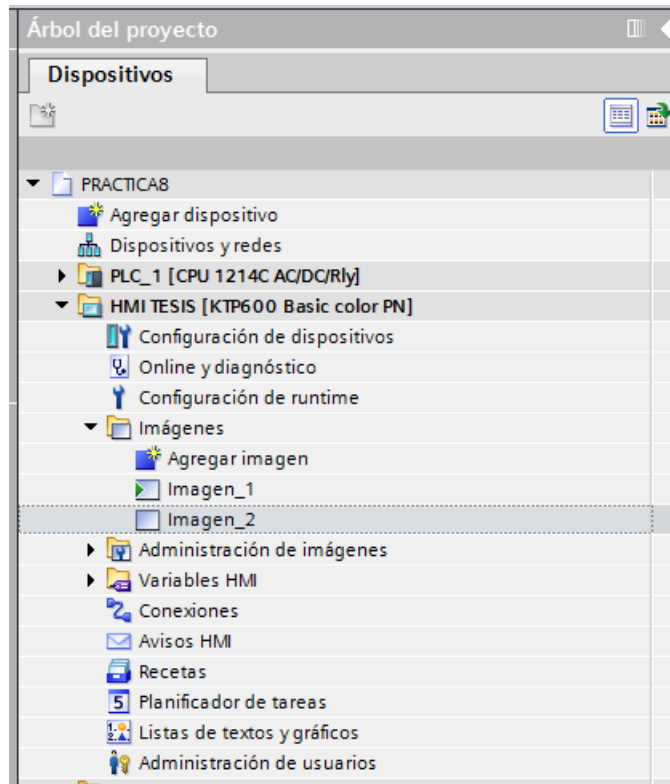 Árbol del proyecto
Dispositivos
PRACTICA8
Agregar dispositivo
Dispositivos y redes
PLC_1 [CPU 1214C AC/DC/Rly]
HMI TESIS [KTP600 Basic color PN]
Configuración de dispositivos
Online y diagnóstico
Configuración de runtime
Imágenes
Agregar imagen
Imagen_1
Imagen_2
Administración de imágenes
Variables HMI
Conexiones
Avisos HMI
Recetas
Planificador de tareas
Listas de textos y gráficos
Administración de usuarios